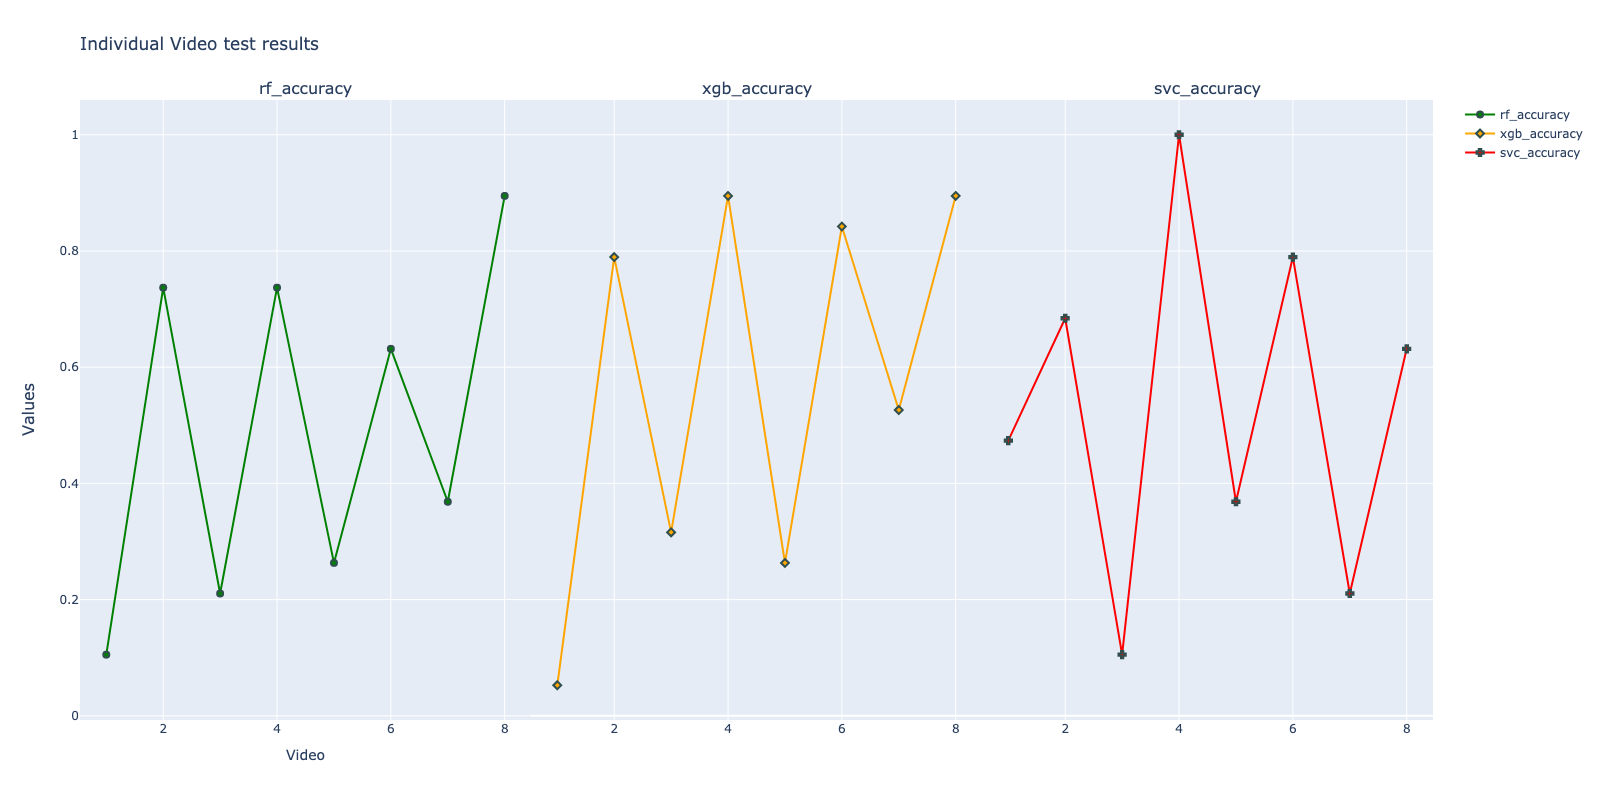 Individual Video test results
rf_accuracy
xgb_accuracy
svc_accuracy
rf_accuracy
xgb_accuracy
svc_accuracy
Values
1
0.8
0.6
0.4
0.2
0
2 4 6 8 2 4 6 8 2 4 6 8
Video